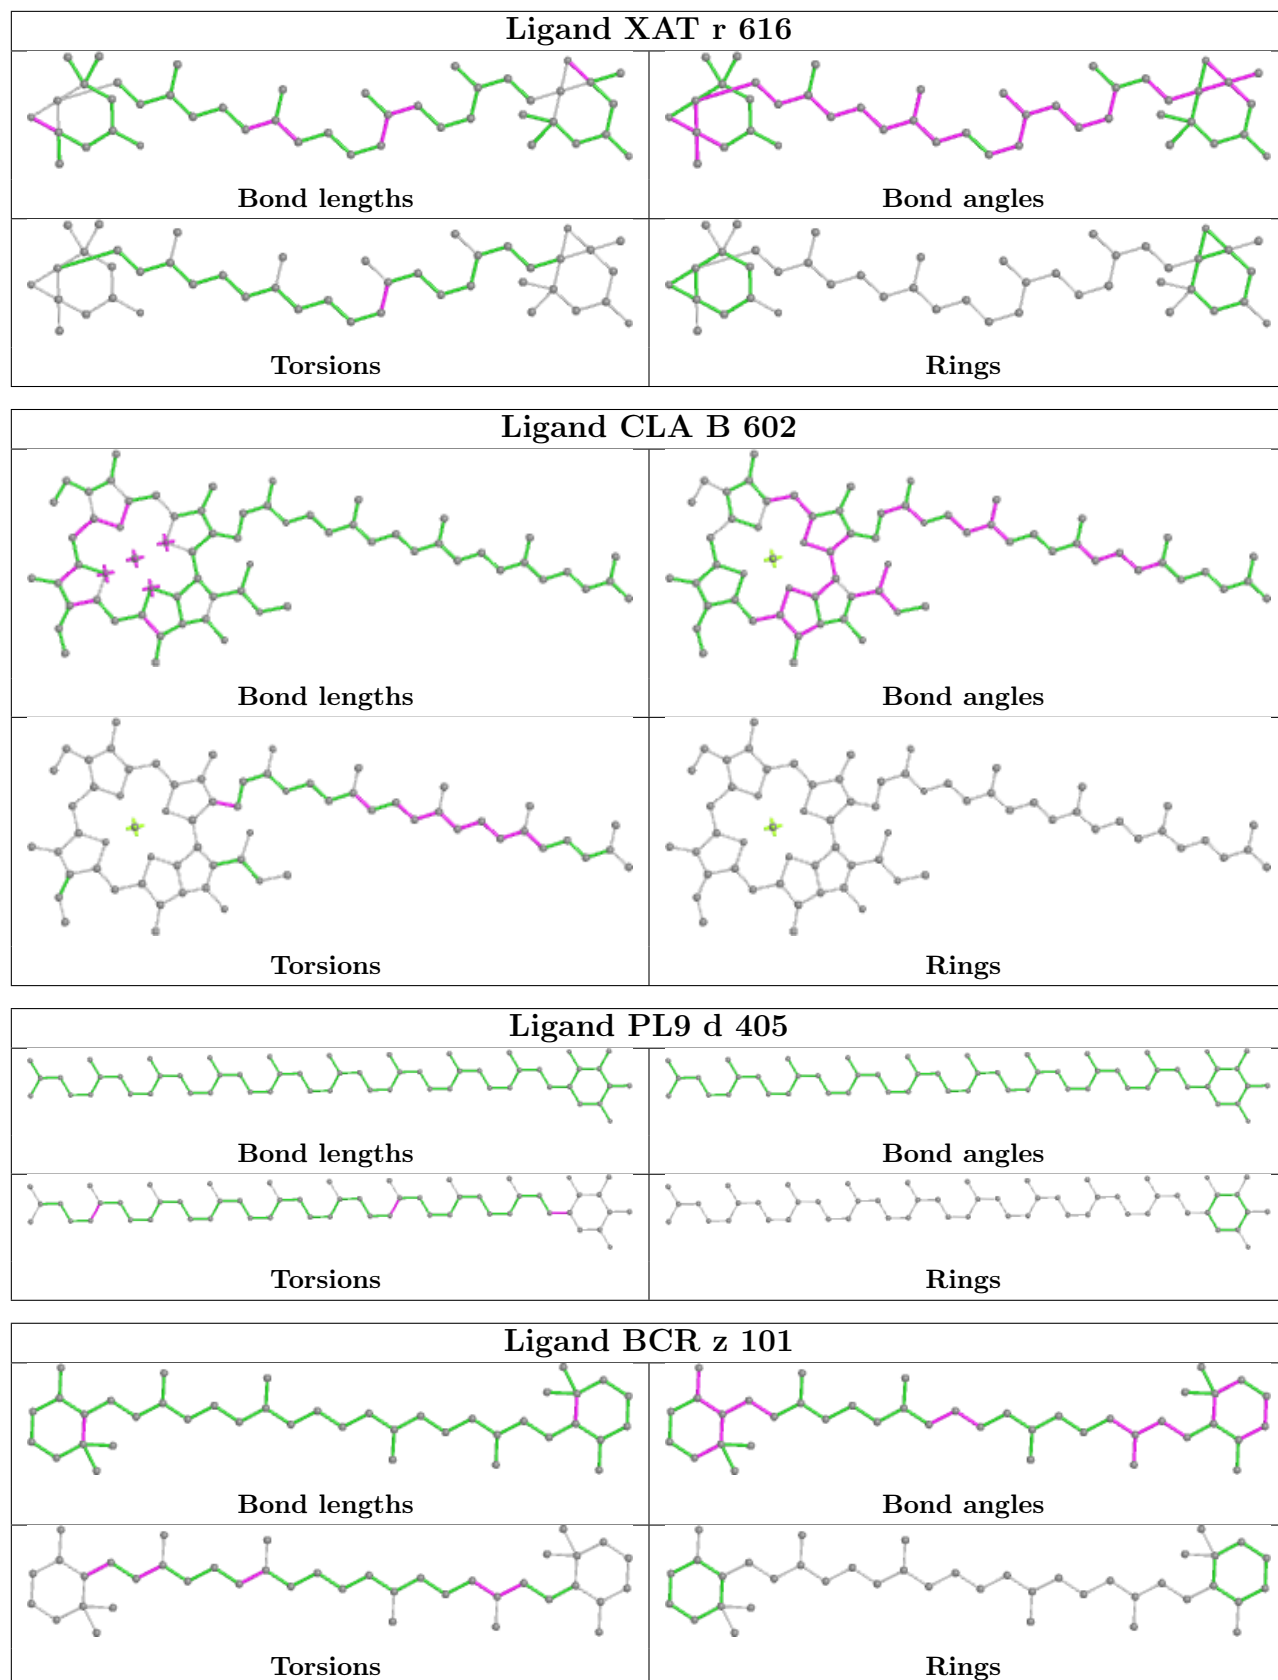 Ligand XAT r 616
Bond lengths
Bond angles
Torsions
Rings
Ligand CLA B 602
Bond lengths
Bond angles
Torsions
Rings
Ligand PL9 d 405
Bond lengths
Bond angles
Torsions
Rings
Ligand BCR z 101
Bond lengths
Bond angles
Torsions
Rings